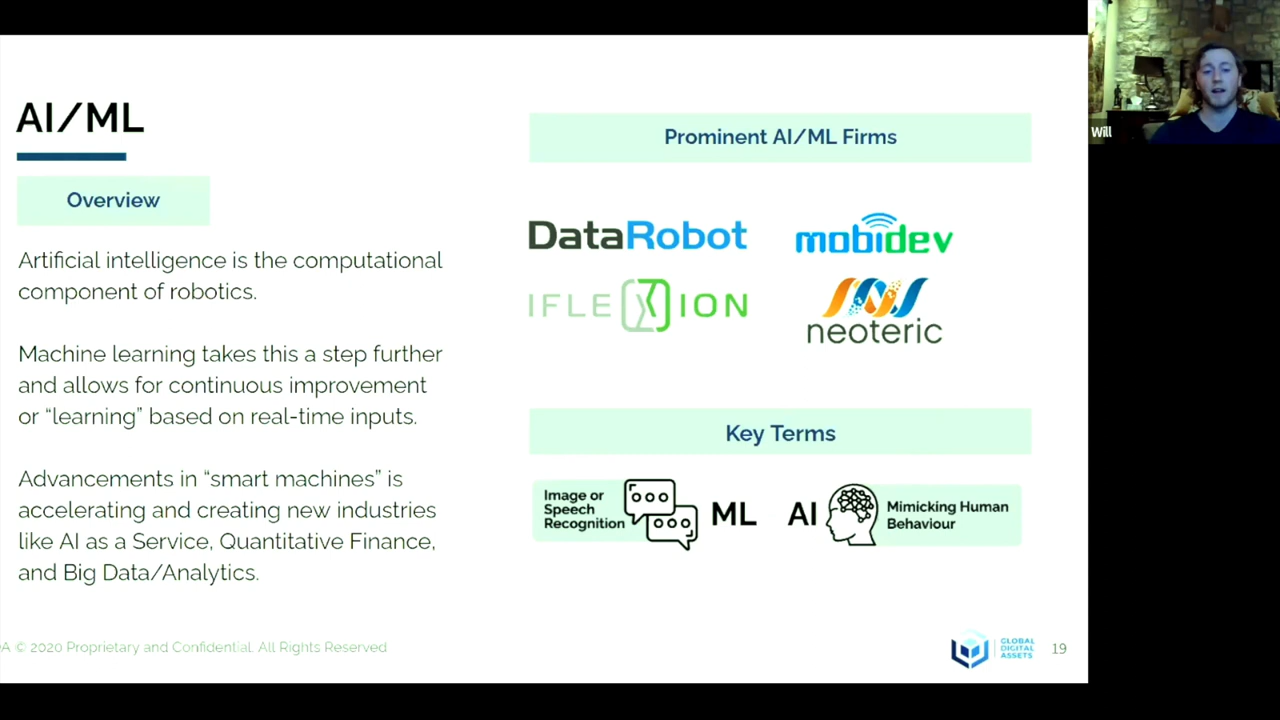 AI/ML
Overview
Artificial intelligence is the computational
component of robotics.
Machine learning takes this a step further
and allows for continuous improvement
or “learning” based on real-time inputs.
Advancements in “smart machines” is
accelerating and creating new industries
like AI as a Service, Quantitative Finance,
and Big Data/Analytics.
Prominent AI/ML Firms
DataRobot
mobidev
IFLEXION
neoteric
Key Terms
Image or
Speech
Recognition
ML
AI
Mimicking Human
Behaviour
A © 2020 Proprietary and Confidential. All Rights Reserved
GLOBAL
DIGITAL
ASSETS
19
Will